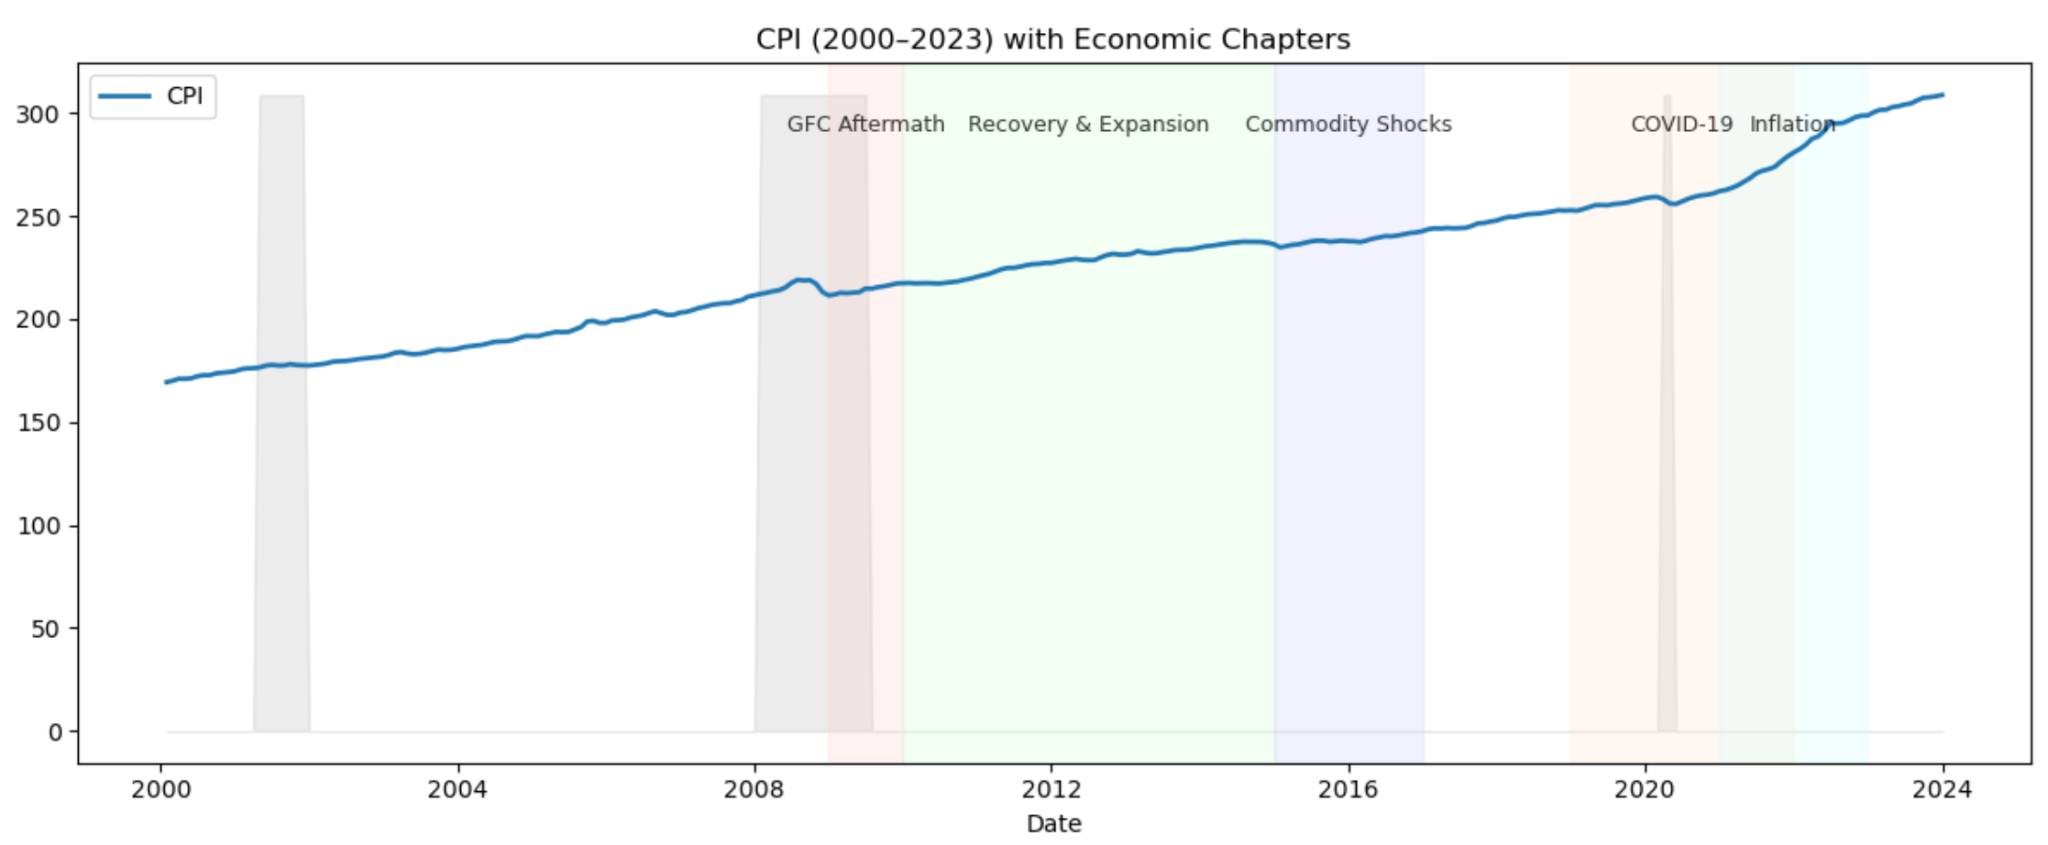 CPI (2000–2023) with Economic Chapters
CPI
300
250
200
150
100
50
0
GFC Aftermath
Recovery & Expansion
Commodity Shocks
COVID-19
Inflation
2000
2004
2008
2012
2016
2020
2024
Date